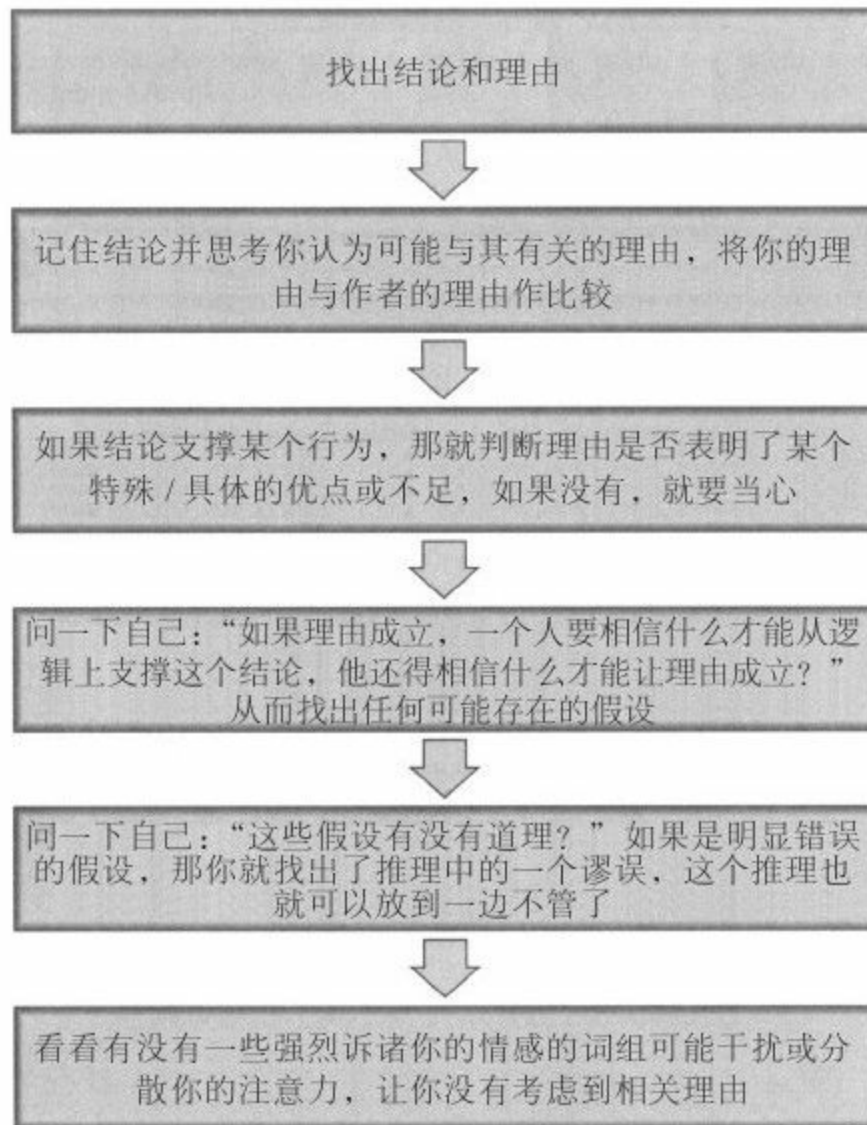 找出结论和理由
记住结论并思考你认为可能与其有关的理由，将你的理
由与作者的理由作比较
如果结论支撑某个行为，那就判断理由是否表明了某个
特殊 / 具体的优点或不足，如果没有，就要当心
问一下自己：“如果理由成立，一个人要相信什么才能从逻
辑上支撑这个结论，他还得相信什么才能让理由成立？”
从而找出任何可能存在的假设
问一下自己：“这些假设有没有道理？”如果是明显错误
的假设，那你就找出了推理中的一个谬误，这个推理也
就可以放到一边不管了
看看有没有一些强烈诉诸你的情感的词组可能干扰或分
散你的注意力，让你没有考虑到相关理由